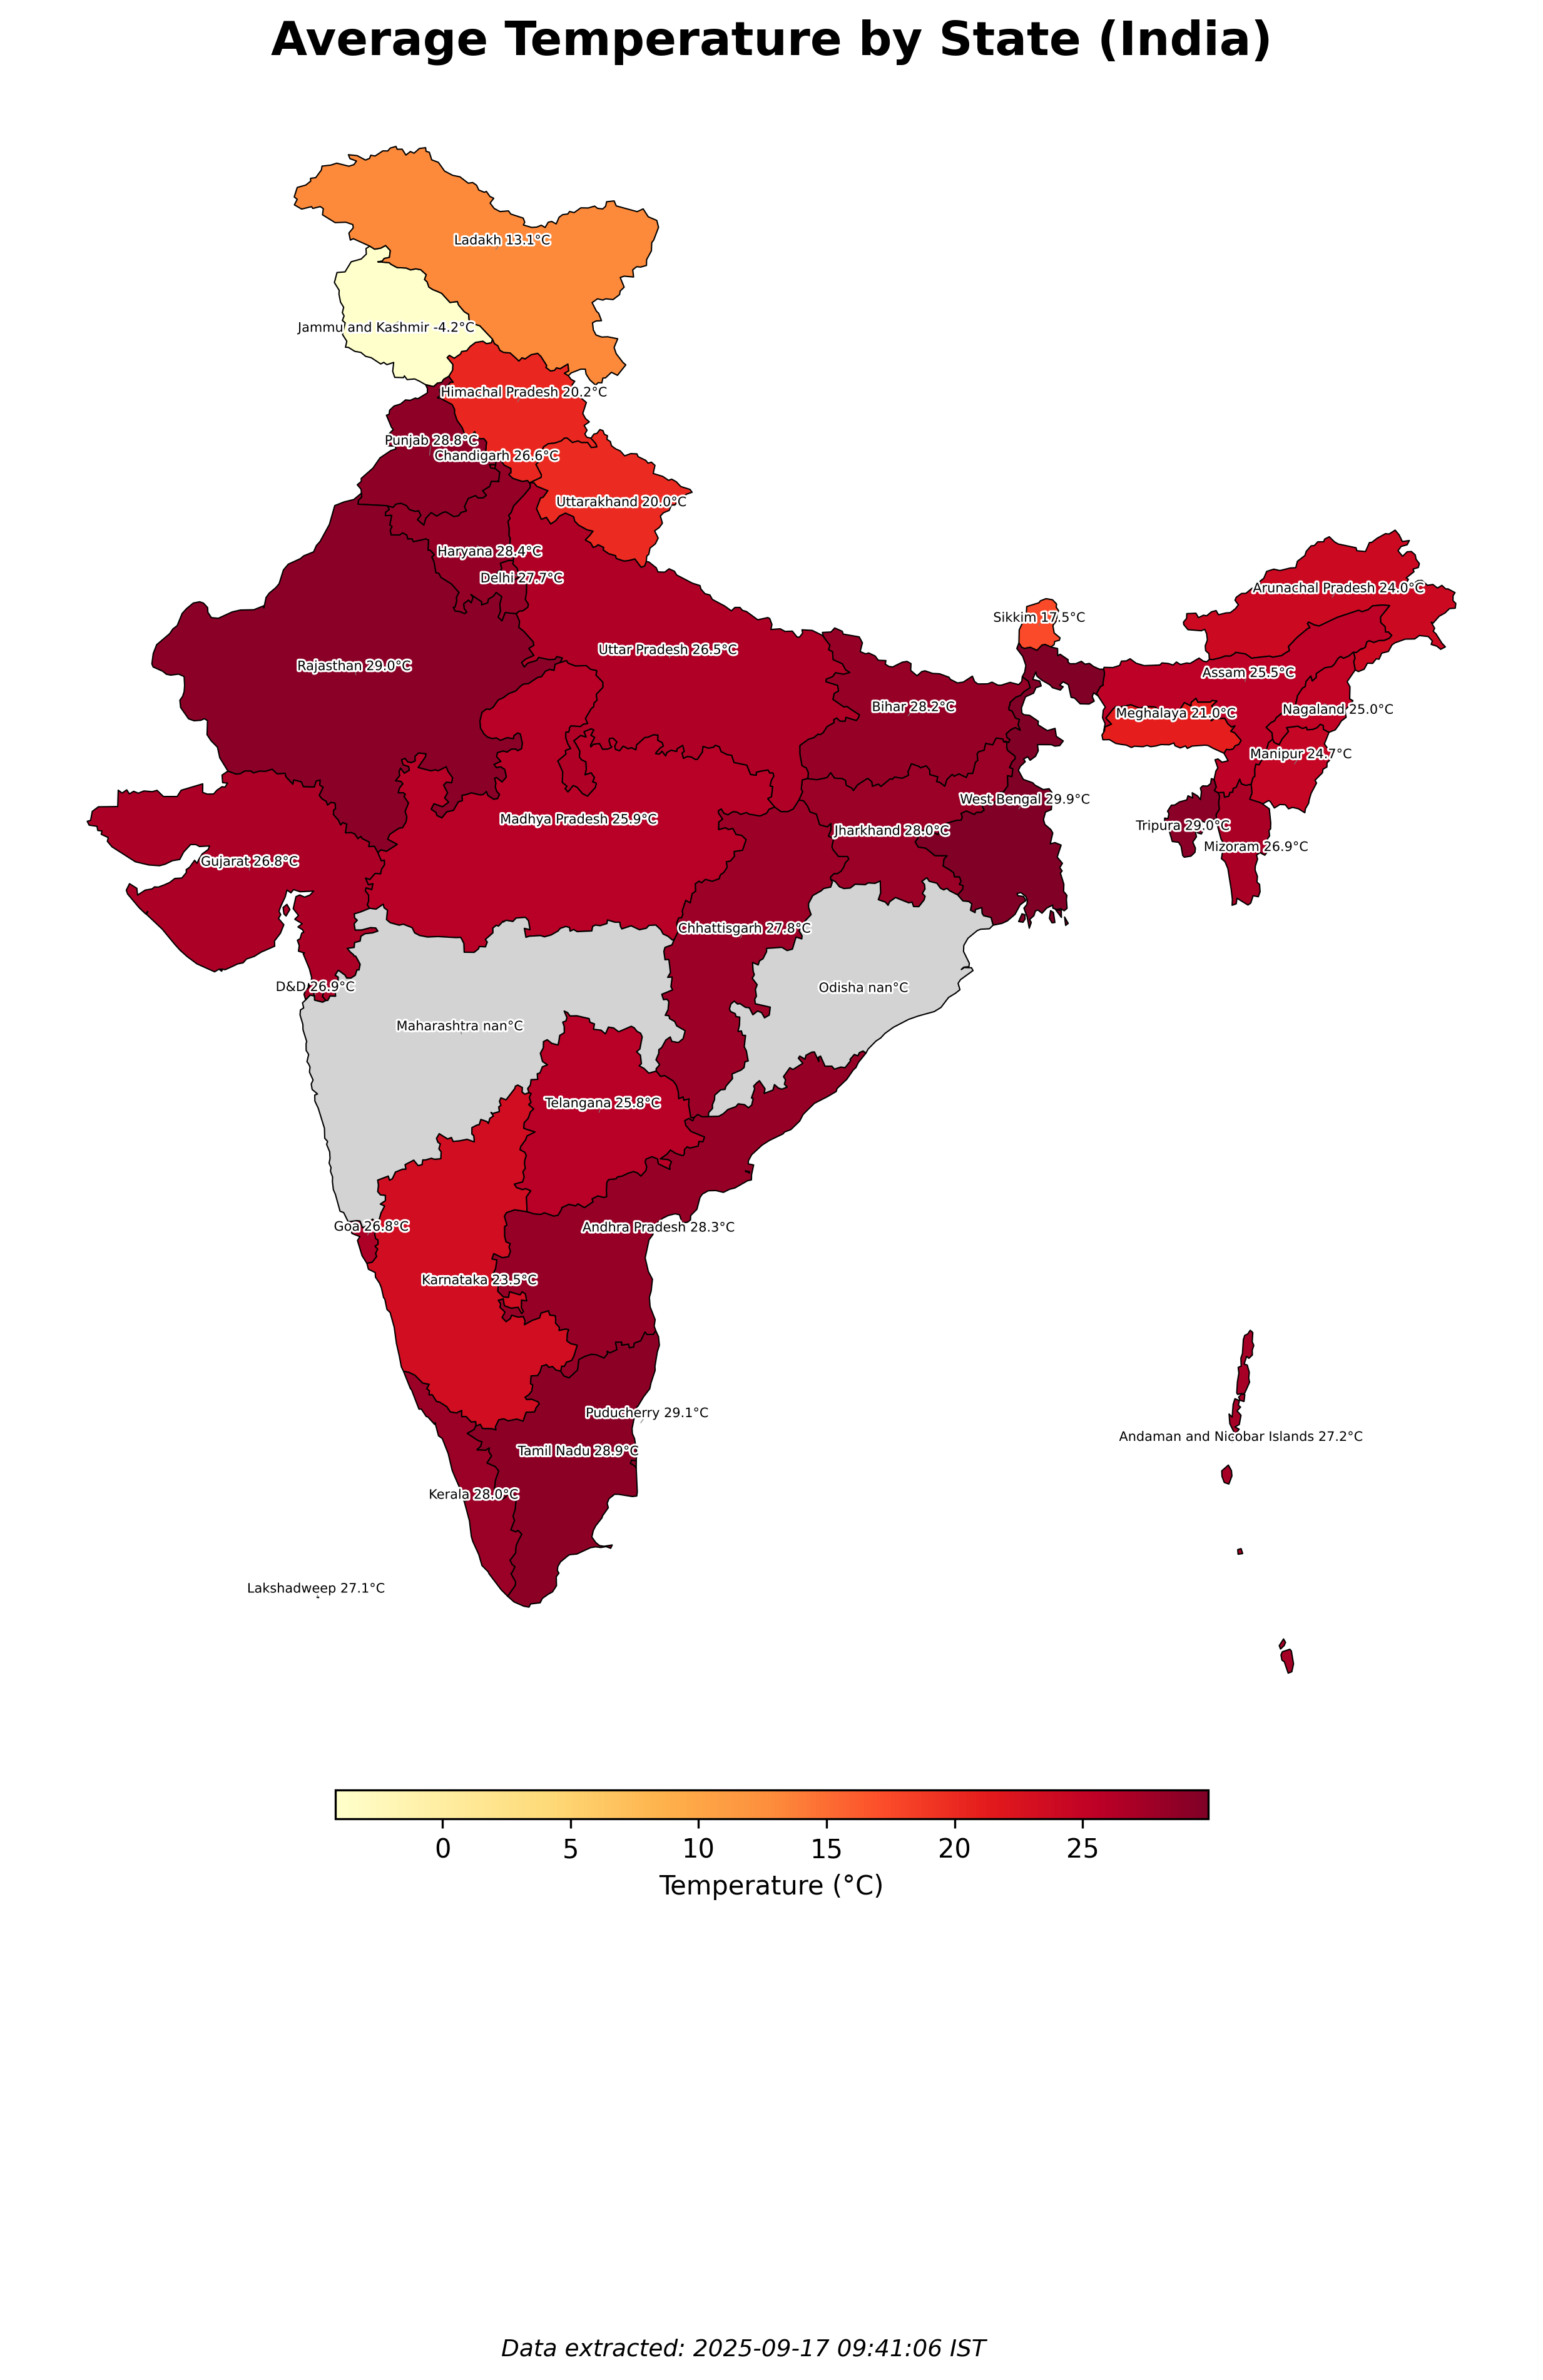 Average Temperature by State (India)
Ladakh 13.1°C
Jammu and Kashmir -4.2°C
Himachal Pradesh 20.2°C
Punjab 28.8°C
Chandigarh 26.6°C
Uttarakhand 20.0°C
Haryana 28.4°C
Delhi 27.7°C
Arunachal Pradesh 24.0°C
Sikkim 17.5°C
Uttar Pradesh 26.5°C
Rajasthan 29.0°C
Assam 25.5°C
Bihar 28.2°C
Nagaland 25.0°C
Meghalaya 21.0°C
Manipur 24.7°C
West Bengal 29.9°C
Madhya Pradesh 25.9°C
Tripura 29.0°C
Jharkhand 28.0°C
Mizoram 26.9°C
Gujarat 26.8°C
Chhattisgarh 27.8°C
D&D 26.9°C
Odisha nan°C
Maharashtra nan°C
Telangana 25.8°C
Goa 26.8°C
Andhra Pradesh 28.3°C
Karnataka 23.5°C
Puducherry 29.1°C
Andaman and Nicobar Islands 27.2°C
Tamil Nadu 28.9°C
Kerala 28.0°C
Lakshadweep 27.1°C
0 5 10 15 20 25
Temperature (°C)
Data extracted: 2025-09-17 09:41:06 IST